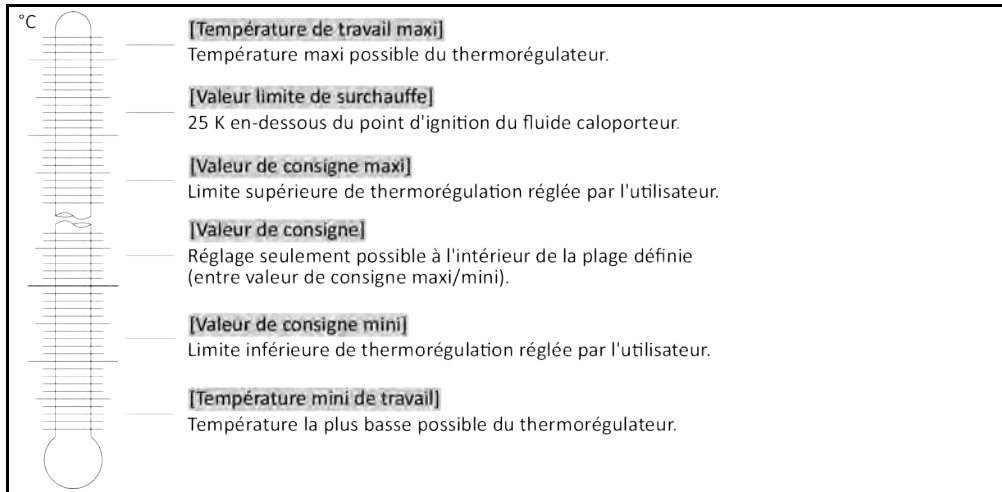 °C
[Température de travail maxi]
Température maxi possible du thermorégulateur.
[Valeur limite de surchauffe]
25 K en-dessous du point d'ignition du fluide caloporteur.
[Valeur de consigne maxi]
Limite supérieure de thermorégulation réglée par l'utilisateur.
[Valeur de consigne]
Réglage seulement possible à l'intérieur de la plage définie
(entre valeur de consigne maxi/mini).
[Valeur de consigne mini]
Limite inférieure de thermorégulation réglée par l'utilisateur.
[Température mini de travail]
Température la plus basse possible du thermorégulateur.